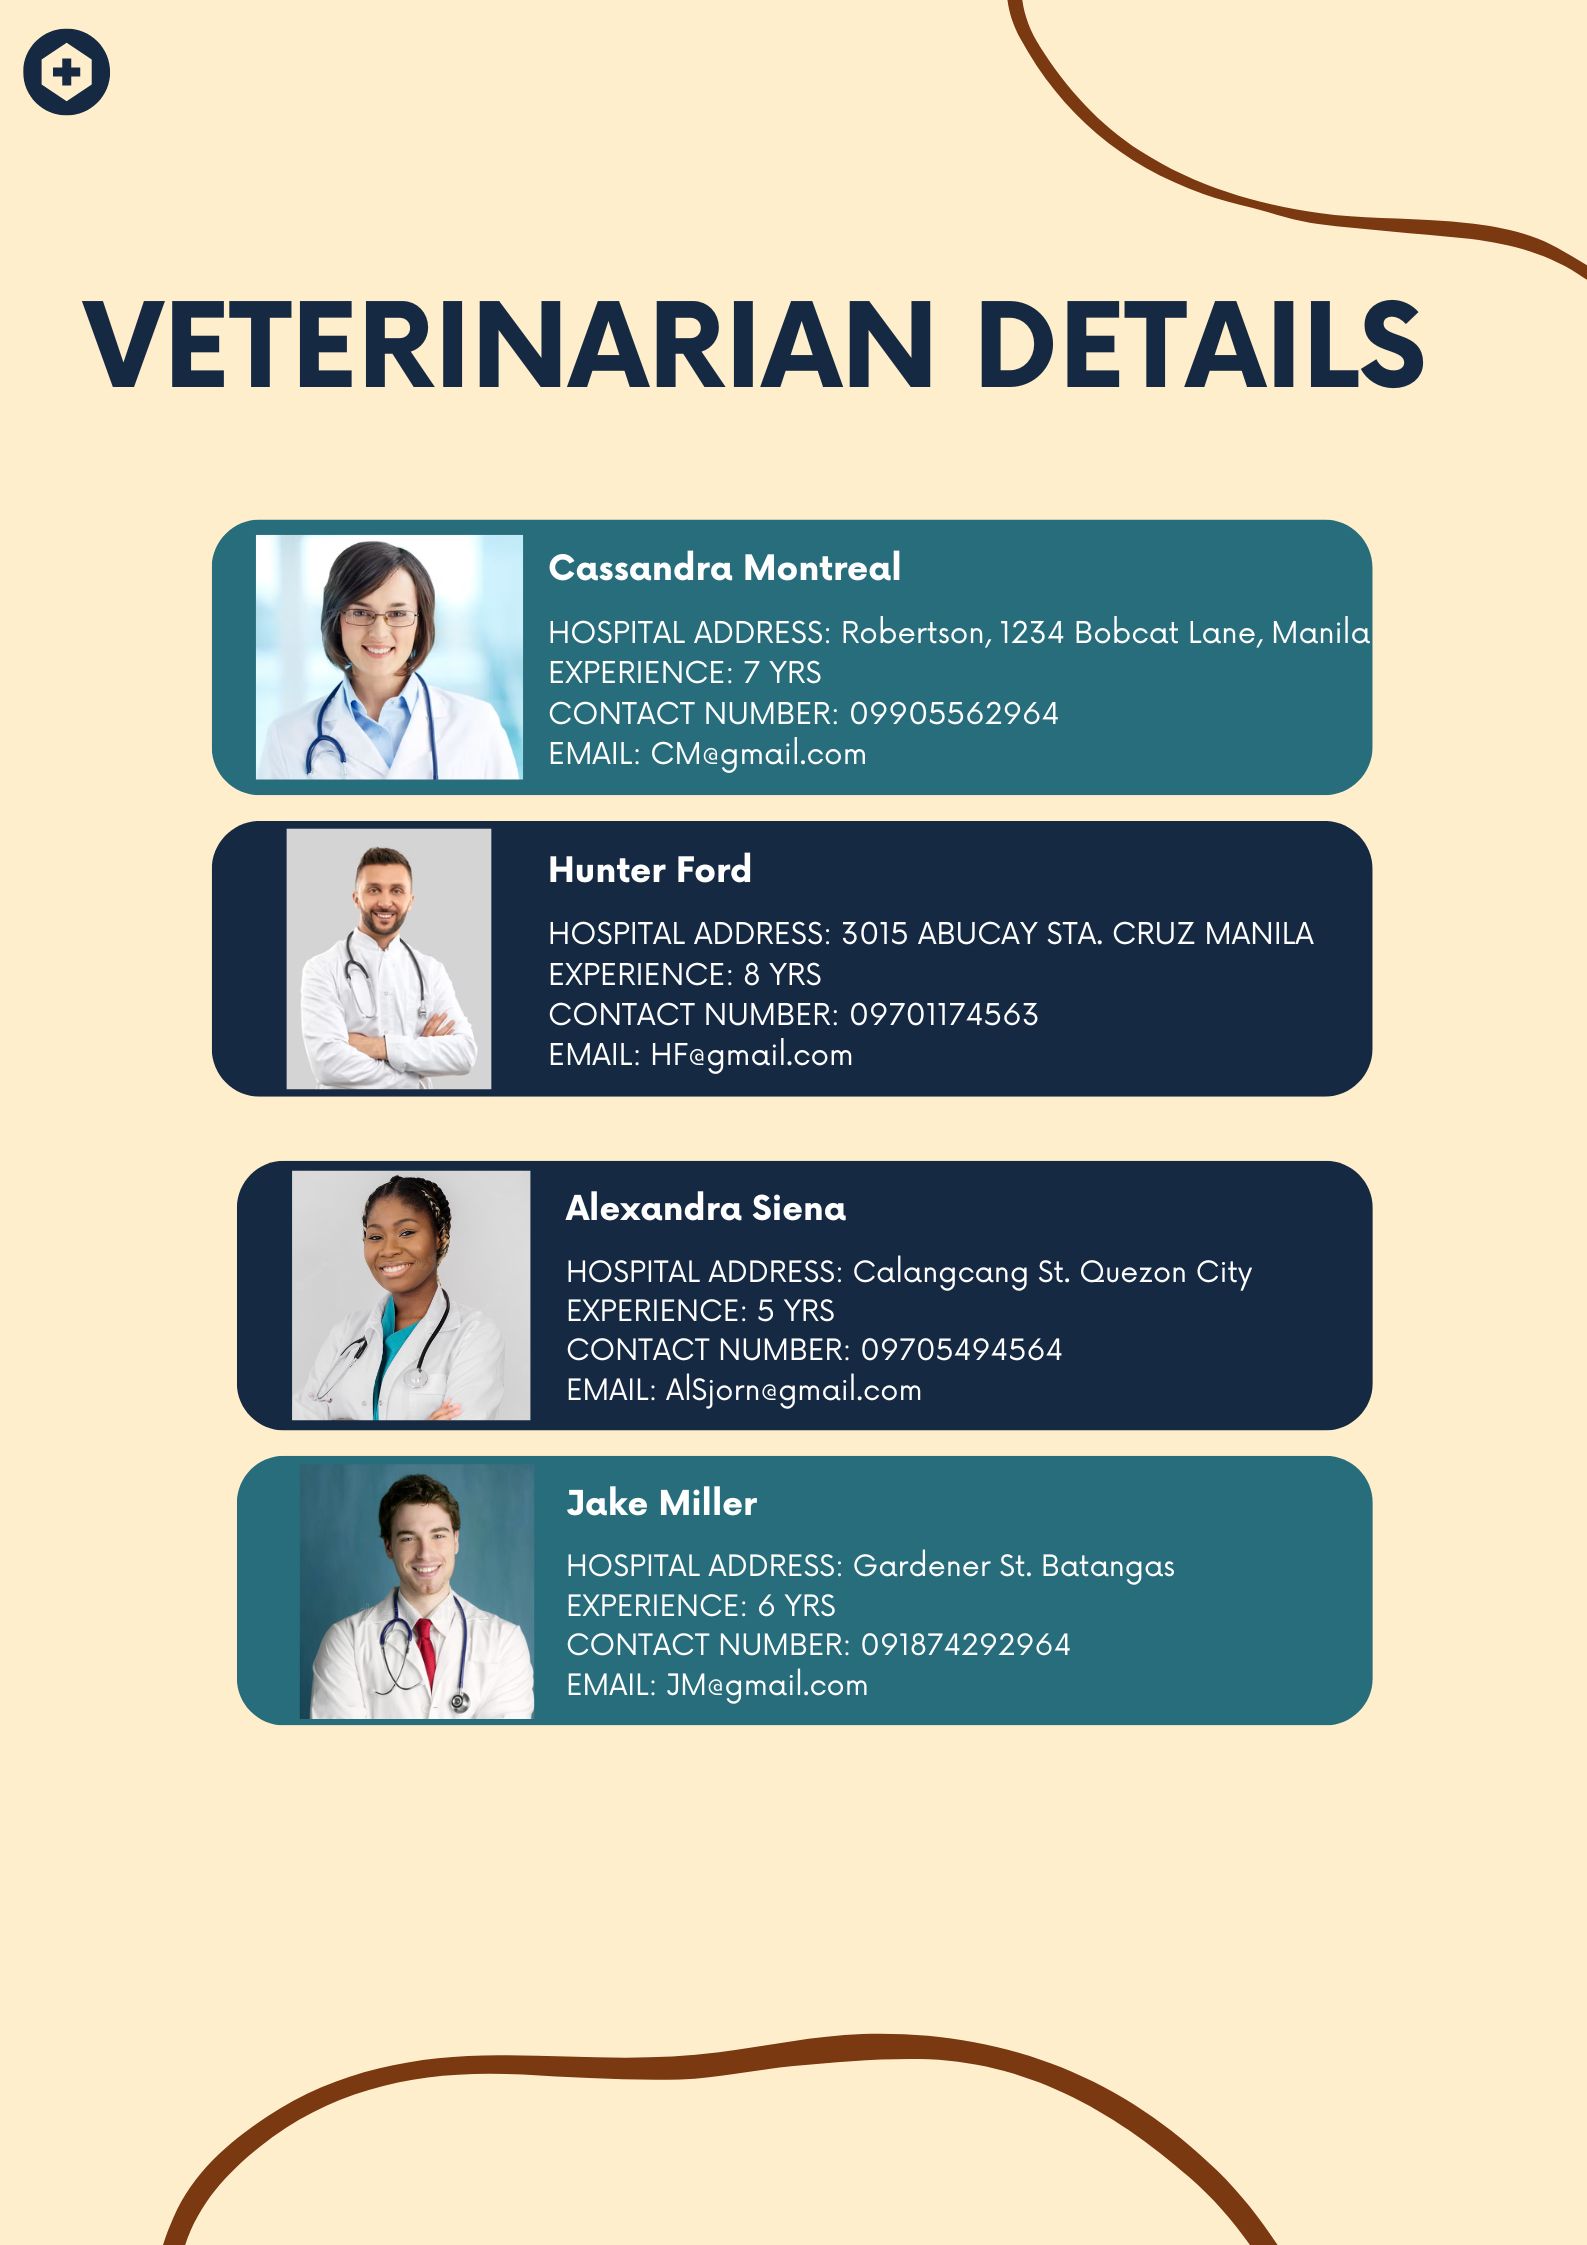 VETERINARIAN DETAILS
Cassandra Montreal
HOSPITAL ADDRESS: Robertson, 1234 Bobcat Lane, Manila
EXPERIENCE: 7 YRS
CONTACT NUMBER: 09905562964
EMAIL: CM@gmail.com
Hunter Ford
HOSPITAL ADDRESS: 3015 ABUCAY STA. CRUZ MANILA
EXPERIENCE: 8 YRS
CONTACT NUMBER: 09701174563
EMAIL: HF@gmail.com
Alexandra Siena
HOSPITAL ADDRESS: Calangcang St. Quezon City
EXPERIENCE: 5 YRS
CONTACT NUMBER: 09705494564
EMAIL: AlSjorn@gmail.com
Jake Miller
HOSPITAL ADDRESS: Gardener St. Batangas
EXPERIENCE: 6 YRS
CONTACT NUMBER: 091874292964
EMAIL: JM@gmail.com